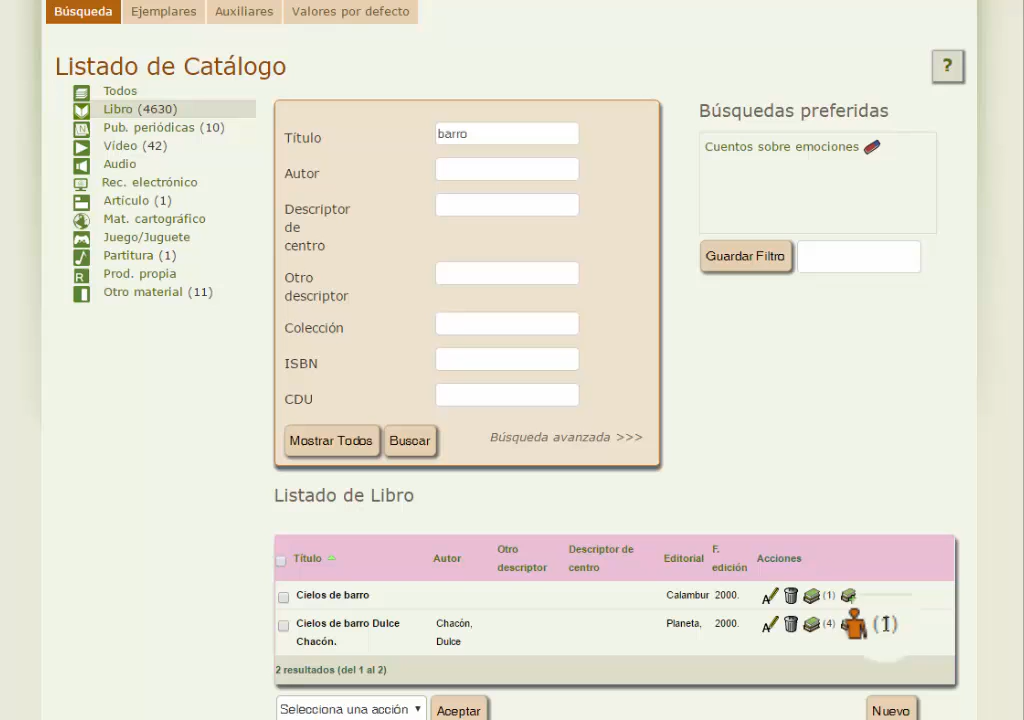 Búsqueda Ejemplares Auxiliares Valores por defecto
Listado de Catálogo
?
Todos
Libro (4630)
Pub. periódicas (10)
Vídeo (42)
Audio
Rec. electrónico
Artículo (1)
Mat. cartográfico
Juego/Juguete
Partitura (1)
Prod. propia
Otro material (11)
Título barro
Autor
Descriptor
de
centro
Otro
descriptor
Colección
ISBN
CDU
Mostrar Todos Buscar Búsqueda avanzada >>>
Búsquedas preferidas
Cuentos sobre emociones
Guardar Filtro
Listado de Libro
Título Autor Otro descriptor Descriptor de centro Editorial F. edición Acciones
Cielos de barro Calambur 2000. (1)
Cielos de barro Dulce Chacón, Planeta, 2000. (4)
Chacón. Dulce
2 resultados (del 1 al 2)
Selecciona una acción Aceptar Nuevo